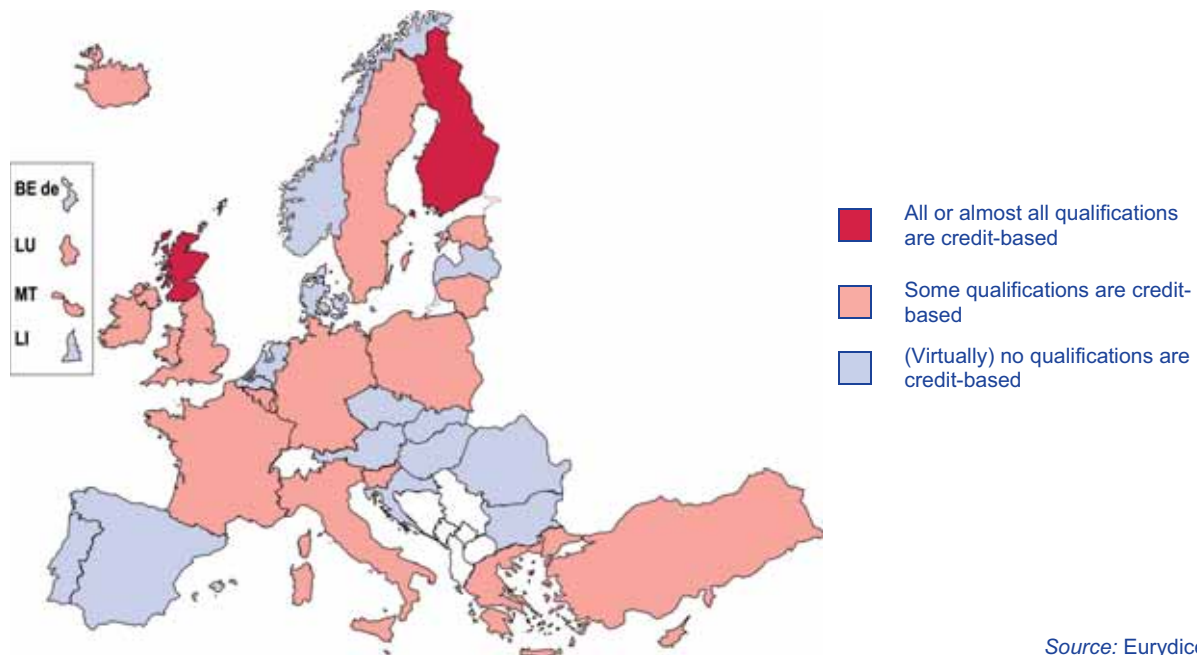 BE de
LU
MT
LI
All or almost all qualifications
are credit-based
Some qualifications are credit-
based
(Virtually) no qualifications are
credit-based
Source: Eurydice